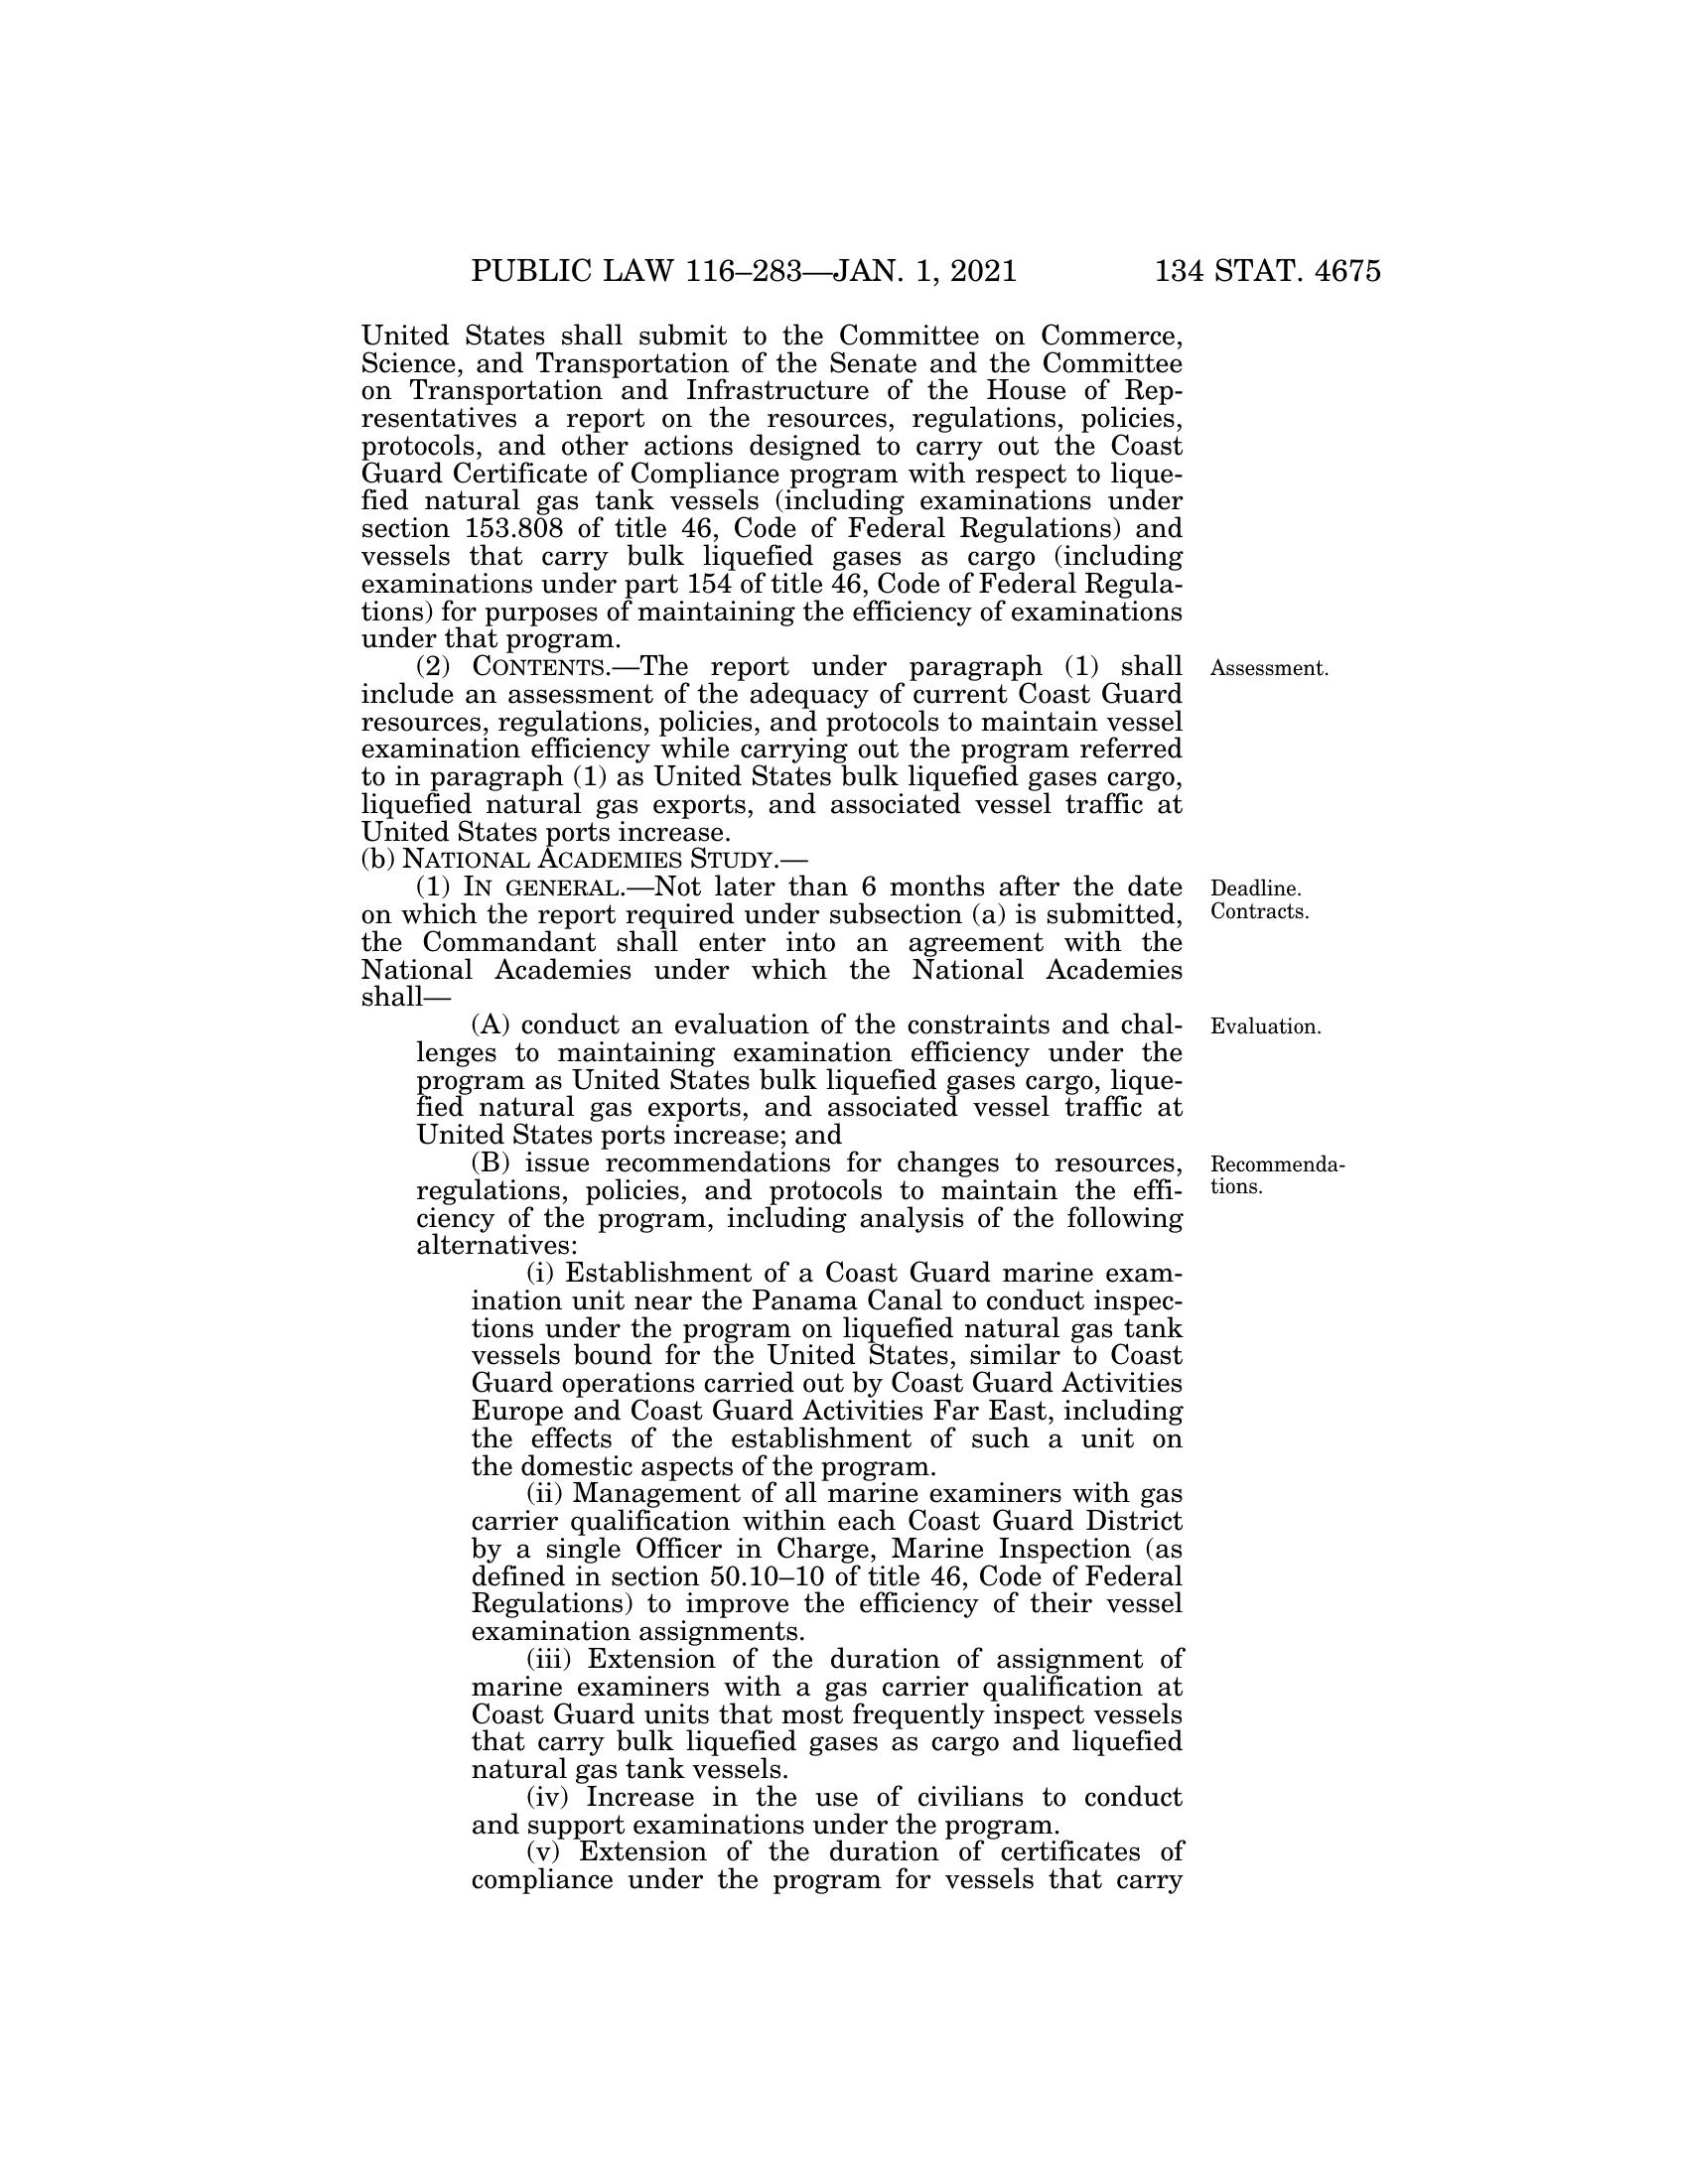 PUBLIC LAW 116–283—JAN. 1, 2021 134 STAT. 4675
United States shall submit to the Committee on Commerce,
Science, and Transportation of the Senate and the Committee
on Transportation and Infrastructure of the House of Rep-
resentatives a report on the resources, regulations, policies,
protocols, and other actions designed to carry out the Coast
Guard Certificate of Compliance program with respect to lique-
fied natural gas tank vessels (including examinations under
section 153.808 of title 46, Code of Federal Regulations) and
vessels that carry bulk liquefied gases as cargo (including
examinations under part 154 of title 46, Code of Federal Regula-
tions) for purposes of maintaining the efficiency of examinations
under that program.
(2) CONTENTS.—The report under paragraph (1) shall
Assessment.
include an assessment of the adequacy of current Coast Guard
resources, regulations, policies, and protocols to maintain vessel
examination efficiency while carrying out the program referred
to in paragraph (1) as United States bulk liquefied gases cargo,
liquefied natural gas exports, and associated vessel traffic at
United States ports increase.
(b) NATIONAL ACADEMIES STUDY.—
(1) IN GENERAL.—Not later than 6 months after the date
Deadline.
on which the report required under subsection (a) is submitted,
Contracts.
the Commandant shall enter into an agreement with the
National Academies under which the National Academies
shall—
(A) conduct an evaluation of the constraints and chal-
Evaluation.
lenges to maintaining examination efficiency under the
program as United States bulk liquefied gases cargo, lique-
fied natural gas exports, and associated vessel traffic at
United States ports increase; and
(B) issue recommendations for changes to resources,
Recommenda-
regulations, policies, and protocols to maintain the effi-
tions.
ciency of the program, including analysis of the following
alternatives:
(i) Establishment of a Coast Guard marine exam-
ination unit near the Panama Canal to conduct inspec-
tions under the program on liquefied natural gas tank
vessels bound for the United States, similar to Coast
Guard operations carried out by Coast Guard Activities
Europe and Coast Guard Activities Far East, including
the effects of the establishment of such a unit on
the domestic aspects of the program.
(ii) Management of all marine examiners with gas
carrier qualification within each Coast Guard District
by a single Officer in Charge, Marine Inspection (as
defined in section 50.10–10 of title 46, Code of Federal
Regulations) to improve the efficiency of their vessel
examination assignments.
(iii) Extension of the duration of assignment of
marine examiners with a gas carrier qualification at
Coast Guard units that most frequently inspect vessels
that carry bulk liquefied gases as cargo and liquefied
natural gas tank vessels.
(iv) Increase in the use of civilians to conduct
and support examinations under the program.
(v) Extension of the duration of certificates of
compliance under the program for vessels that carry